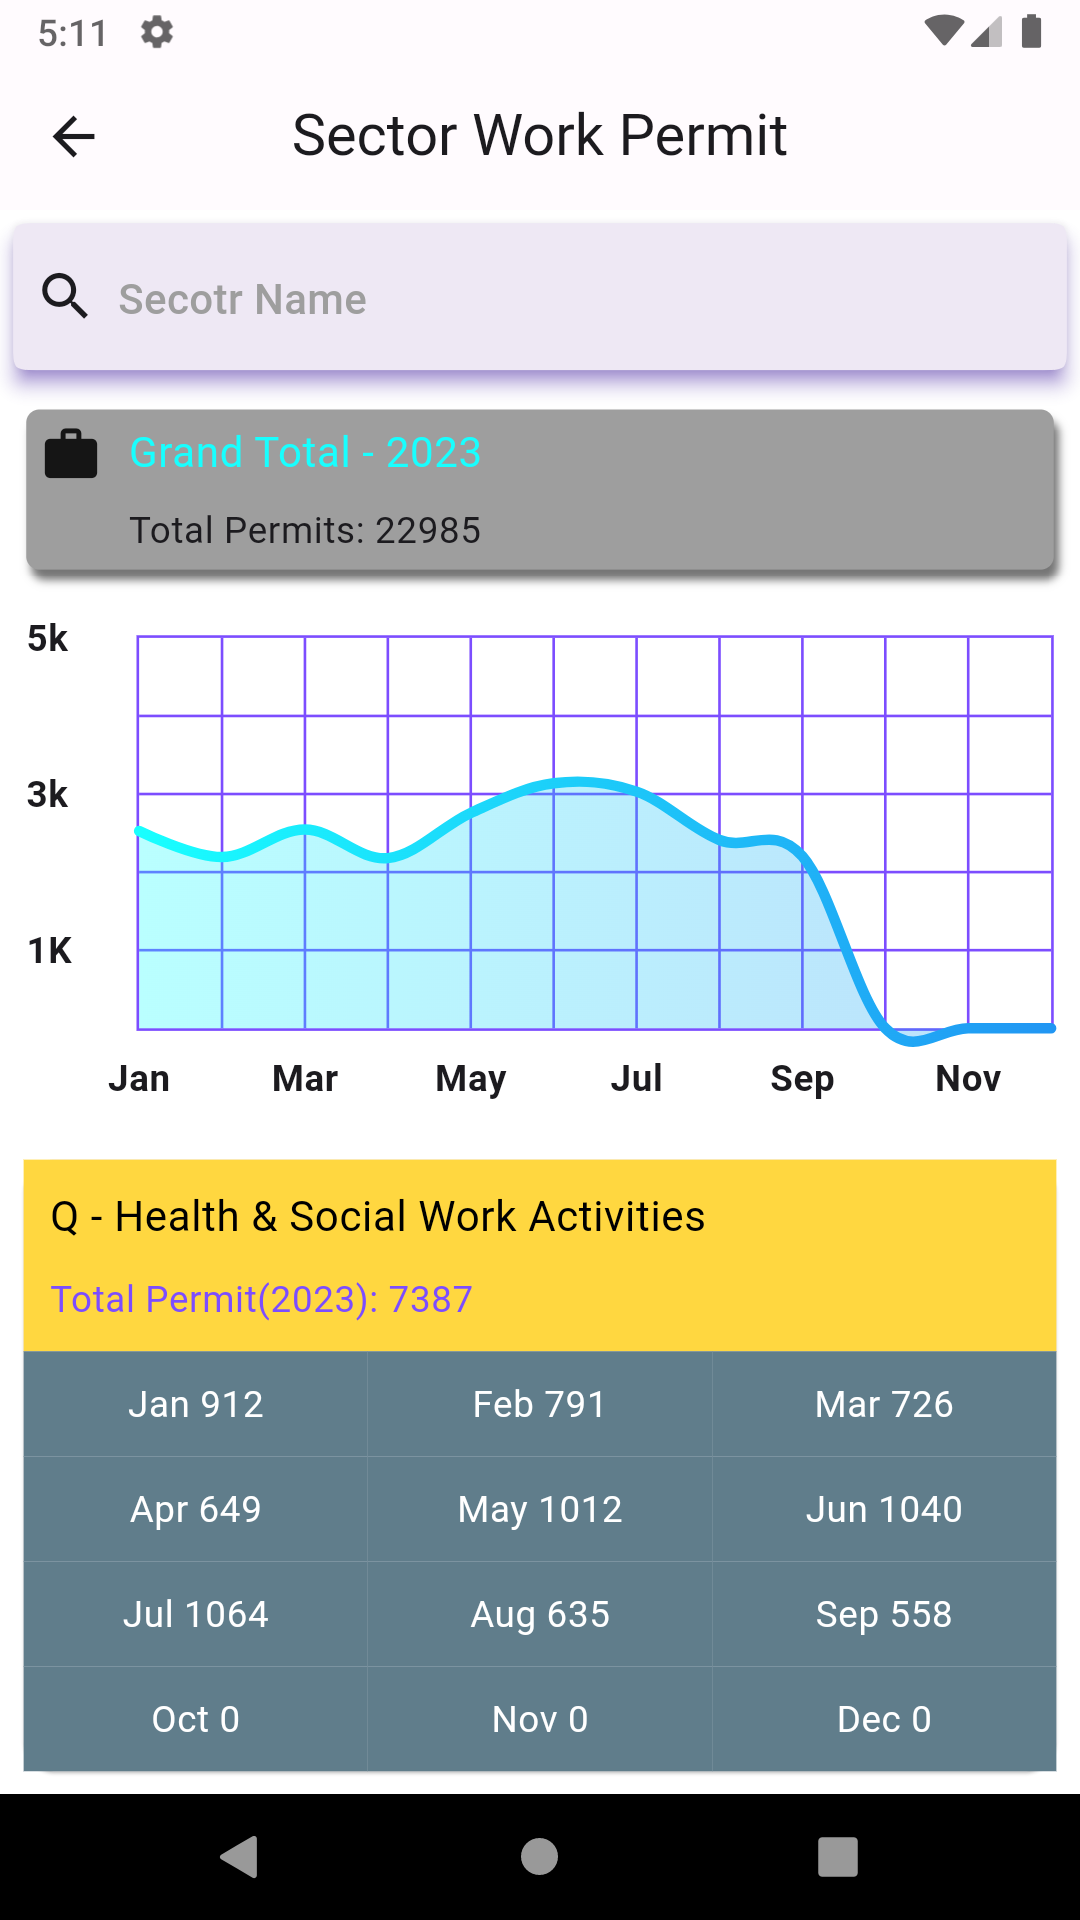 5:11
Sector Work Permit
Secotr Name
Grand Total - 2023
Total Permits: 22985
5k
3k
1K
Jan Mar May Jul Sep Nov
Q - Health & Social Work Activities
Total Permit(2023): 7387
Jan 912 Feb 791 Mar 726
Apr 649 May 1012 Jun 1040
Jul 1064 Aug 635 Sep 558
Oct 0 Nov 0 Dec 0